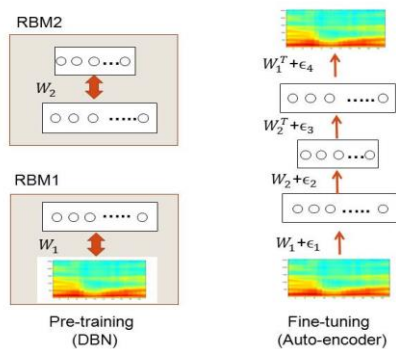 RBM2
W₂
RBM1
W₁
Pre-training
(DBN)
W₁ᵀ+ϵ₄
W₂ᵀ+ϵ₃
W₂+ϵ₂
W₁+ϵ₁
Fine-tuning
(Auto-encoder)